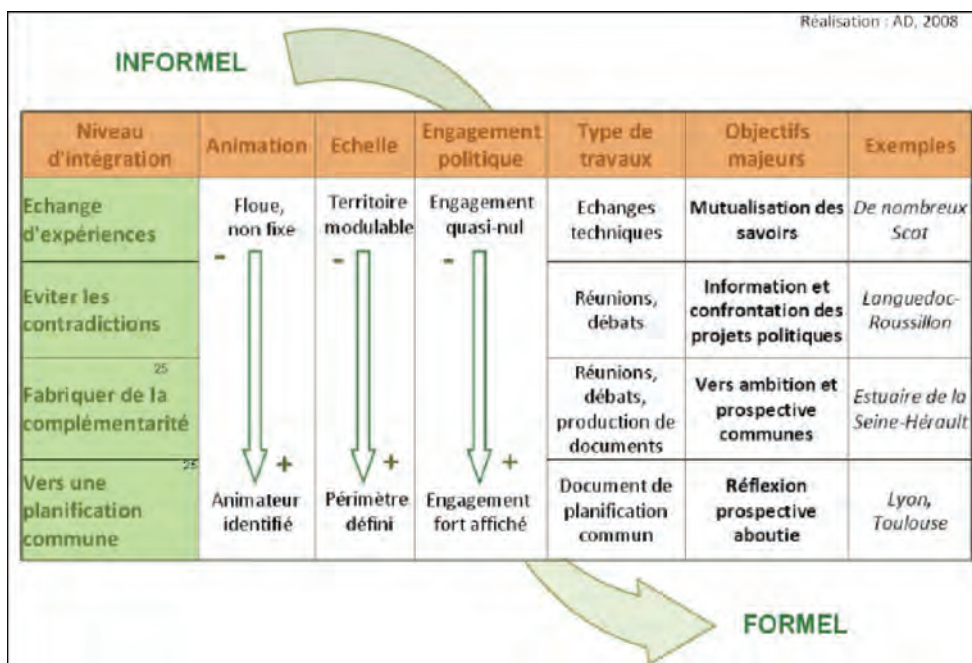 Réalisation : AD, 2008
INFORMEL
Niveau
d'intégration
Animation
Echelle
Engagement
politique
Type de
travaux
Objectifs
majeurs
Exemples
Echange
d'expériences
Floue,
non fixe
Territoire
modulable
Engagement
quasi-nul
Echanges
techniques
Mutualisation des
savoirs
De nombreux
Scot
-
-
-
Eviter les
contradictions
Réunions,
débats
Information et
confrontation des
projets politiques
Languedoc-
Roussillon
25
Fabriquer de la
complémentarité
Réunions,
débats,
production de
documents
Vers ambition et
prospective
communes
Estuaire de la
Seine-Hérault
25
+
+
+
Vers une
planification
commune
Animateur
identifié
Périmètre
défini
Engagement
fort affiché
Document de
planification
commun
Réflexion
prospective
aboutie
Lyon,
Toulouse
FORMEL